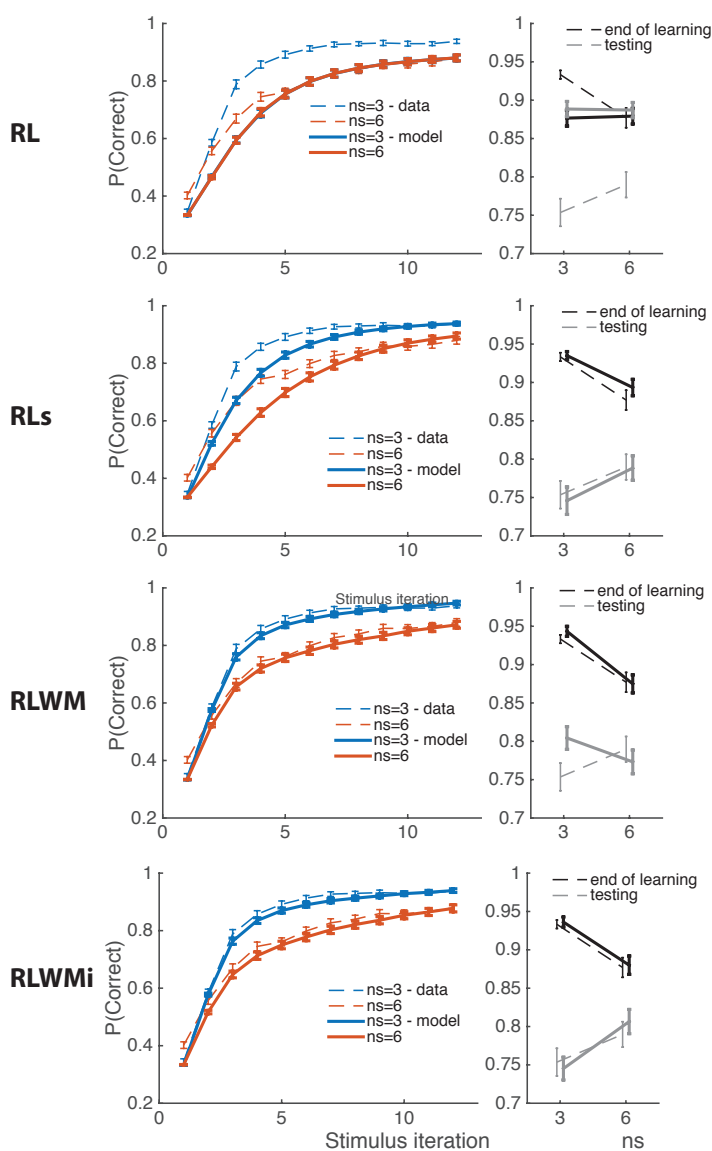 RL
P(Correct)
1
0.8
0.6
0.4
0.2
0
5
10
ns=3 - data
ns=6
ns=3 - model
ns=6
end of learning
testing
0.95
0.9
0.85
0.8
0.75
0.7
3
6
RLs
P(Correct)
1
0.8
0.6
0.4
0.2
0
5
10
ns=3 - data
ns=6
ns=3 - model
ns=6
end of learning
testing
1
0.95
0.9
0.85
0.8
0.75
0.7
3
6
RLWM
P(Correct)
1
0.8
0.6
0.4
0.2
0
5
10
Stimulus iteration
ns=3 - data
ns=6
ns=3 - model
ns=6
end of learning
testing
1
0.95
0.9
0.85
0.8
0.75
0.7
3
6
RLWMi
P(Correct)
1
0.8
0.6
0.4
0.2
0
5
10
ns=3 - data
ns=6
ns=3 - model
ns=6
Stimulus iteration
end of learning
testing
1
0.95
0.9
0.85
0.8
0.75
0.7
3
6
ns